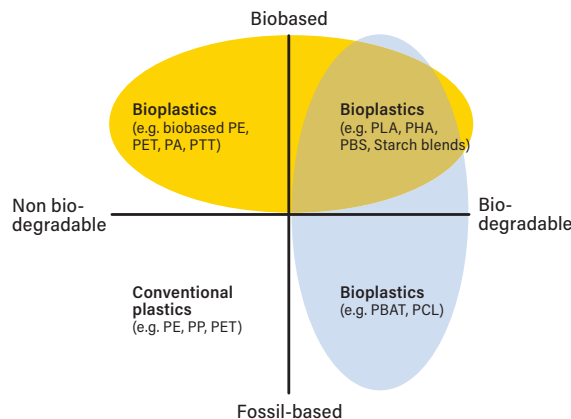 Biobased
Bioplastics
(e.g. biobased PE,
PET, PA, PTT)
Bioplastics
(e.g. PLA, PHA,
PBS, Starch blends)
Non bio-
degradable
Bio-
degradable
Conventional
plastics
(e.g. PE, PP, PET)
Bioplastics
(e.g. PBAT, PCL)
Fossil-based